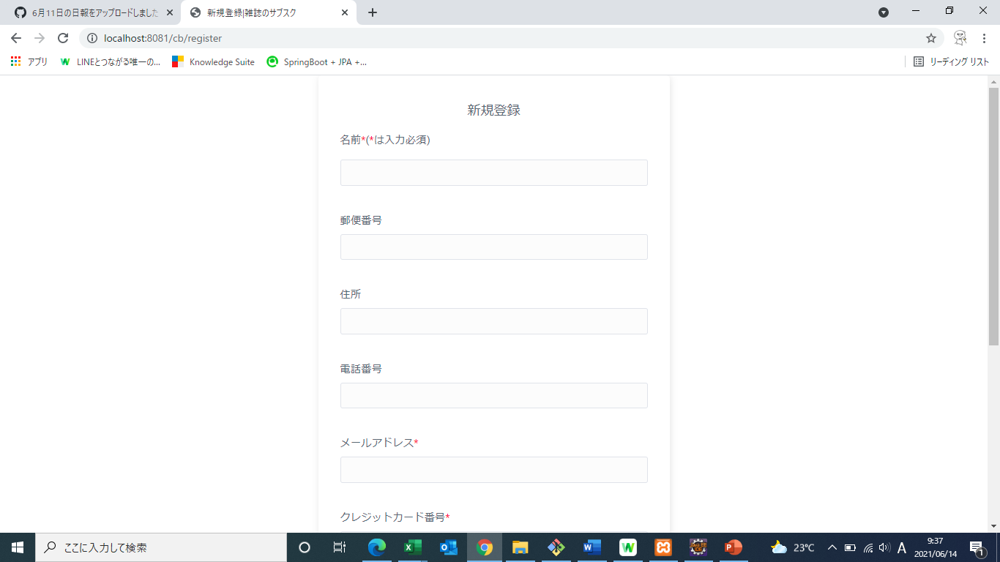 6月11日の日報をアップロードしました
新規登録|雑誌のサブスク
localhost:8081/cb/register
アプリ
LINEとつながる唯一の...
Knowledge Suite
SpringBoot + JPA +...
リーディング リスト
新規登録
名前*(*は入力必須)
郵便番号
住所
電話番号
メールアドレス*
クレジットカード番号*
ここに入力して検索
23°C
A
9:37
2021/06/14
1